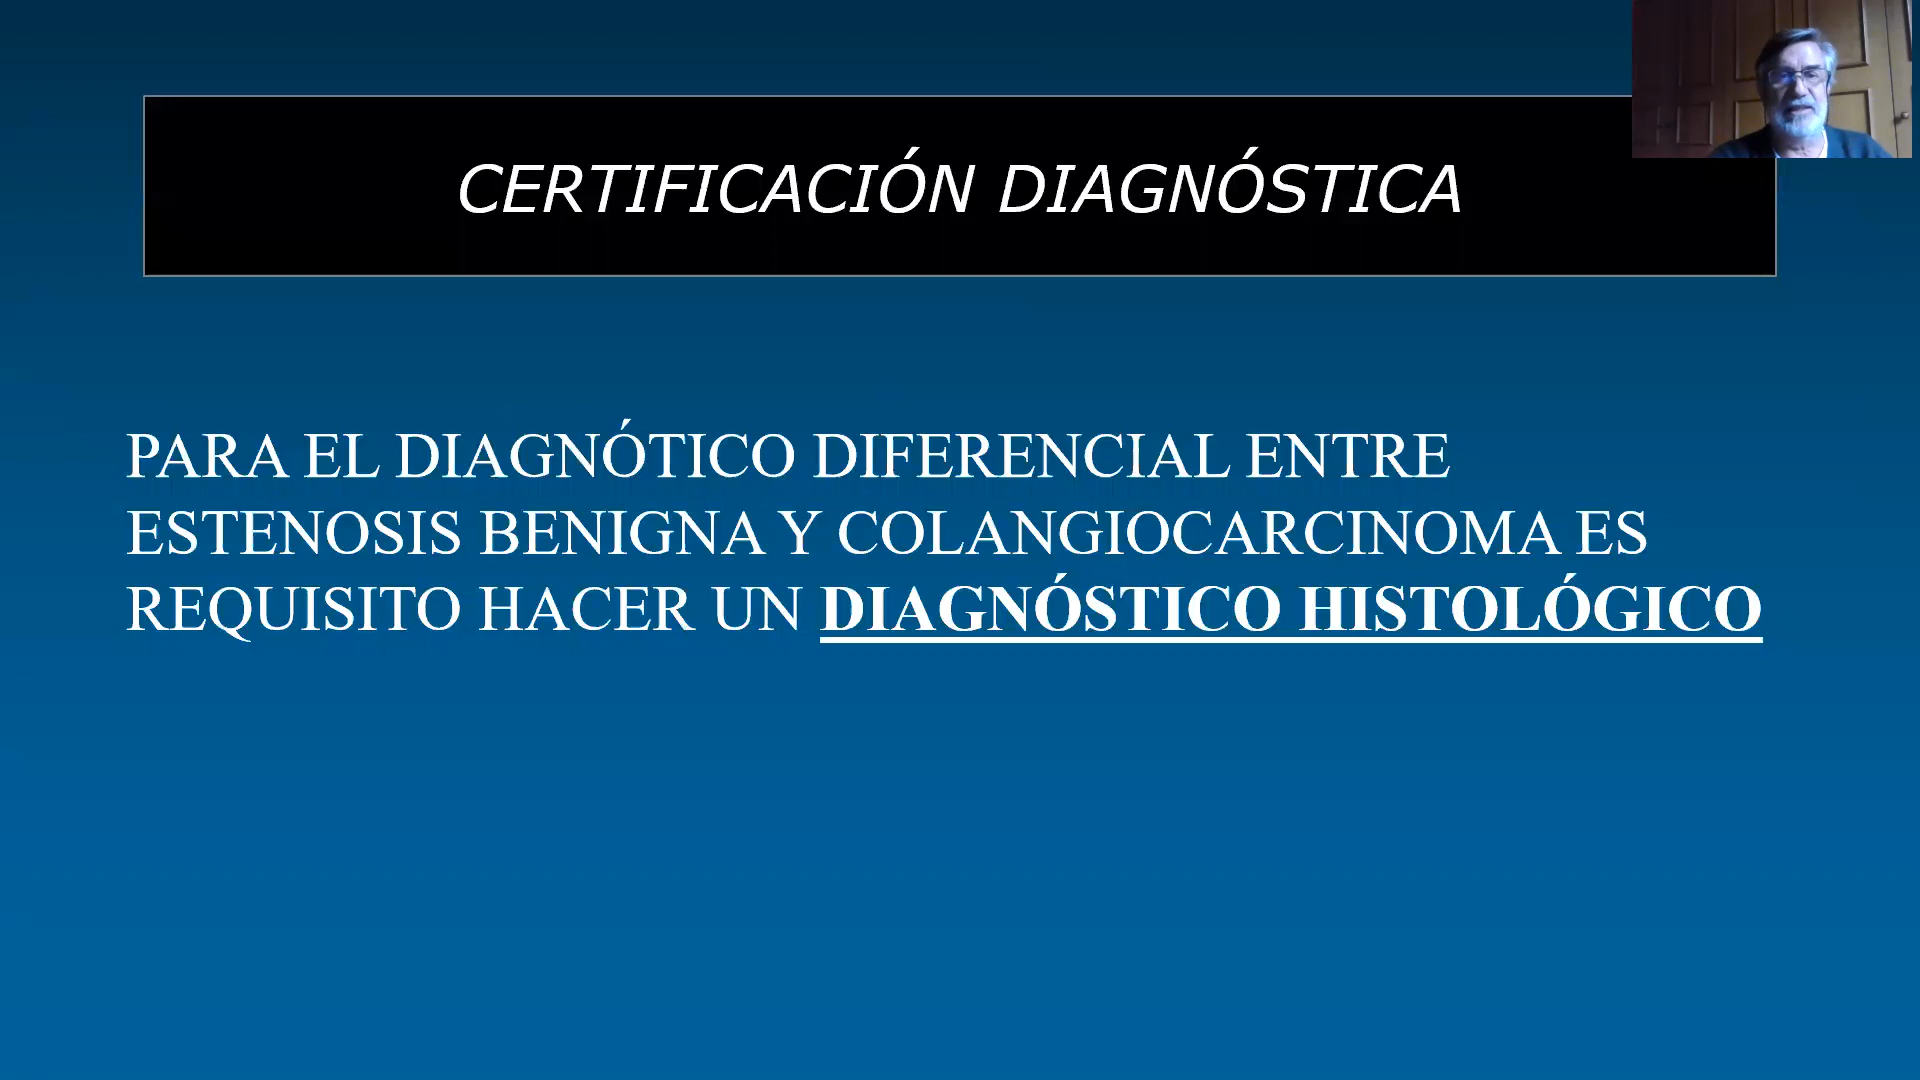 CERTIFICACIÓN DIAGNÓSTICA
PARA EL DIAGNÓTICO DIFERENCIAL ENTRE
ESTENOSIS BENIGNA Y COLANGIOCARCINOMA ES
REQUISITO HACER UN DIAGNÓSTICO HISTOLÓGICO